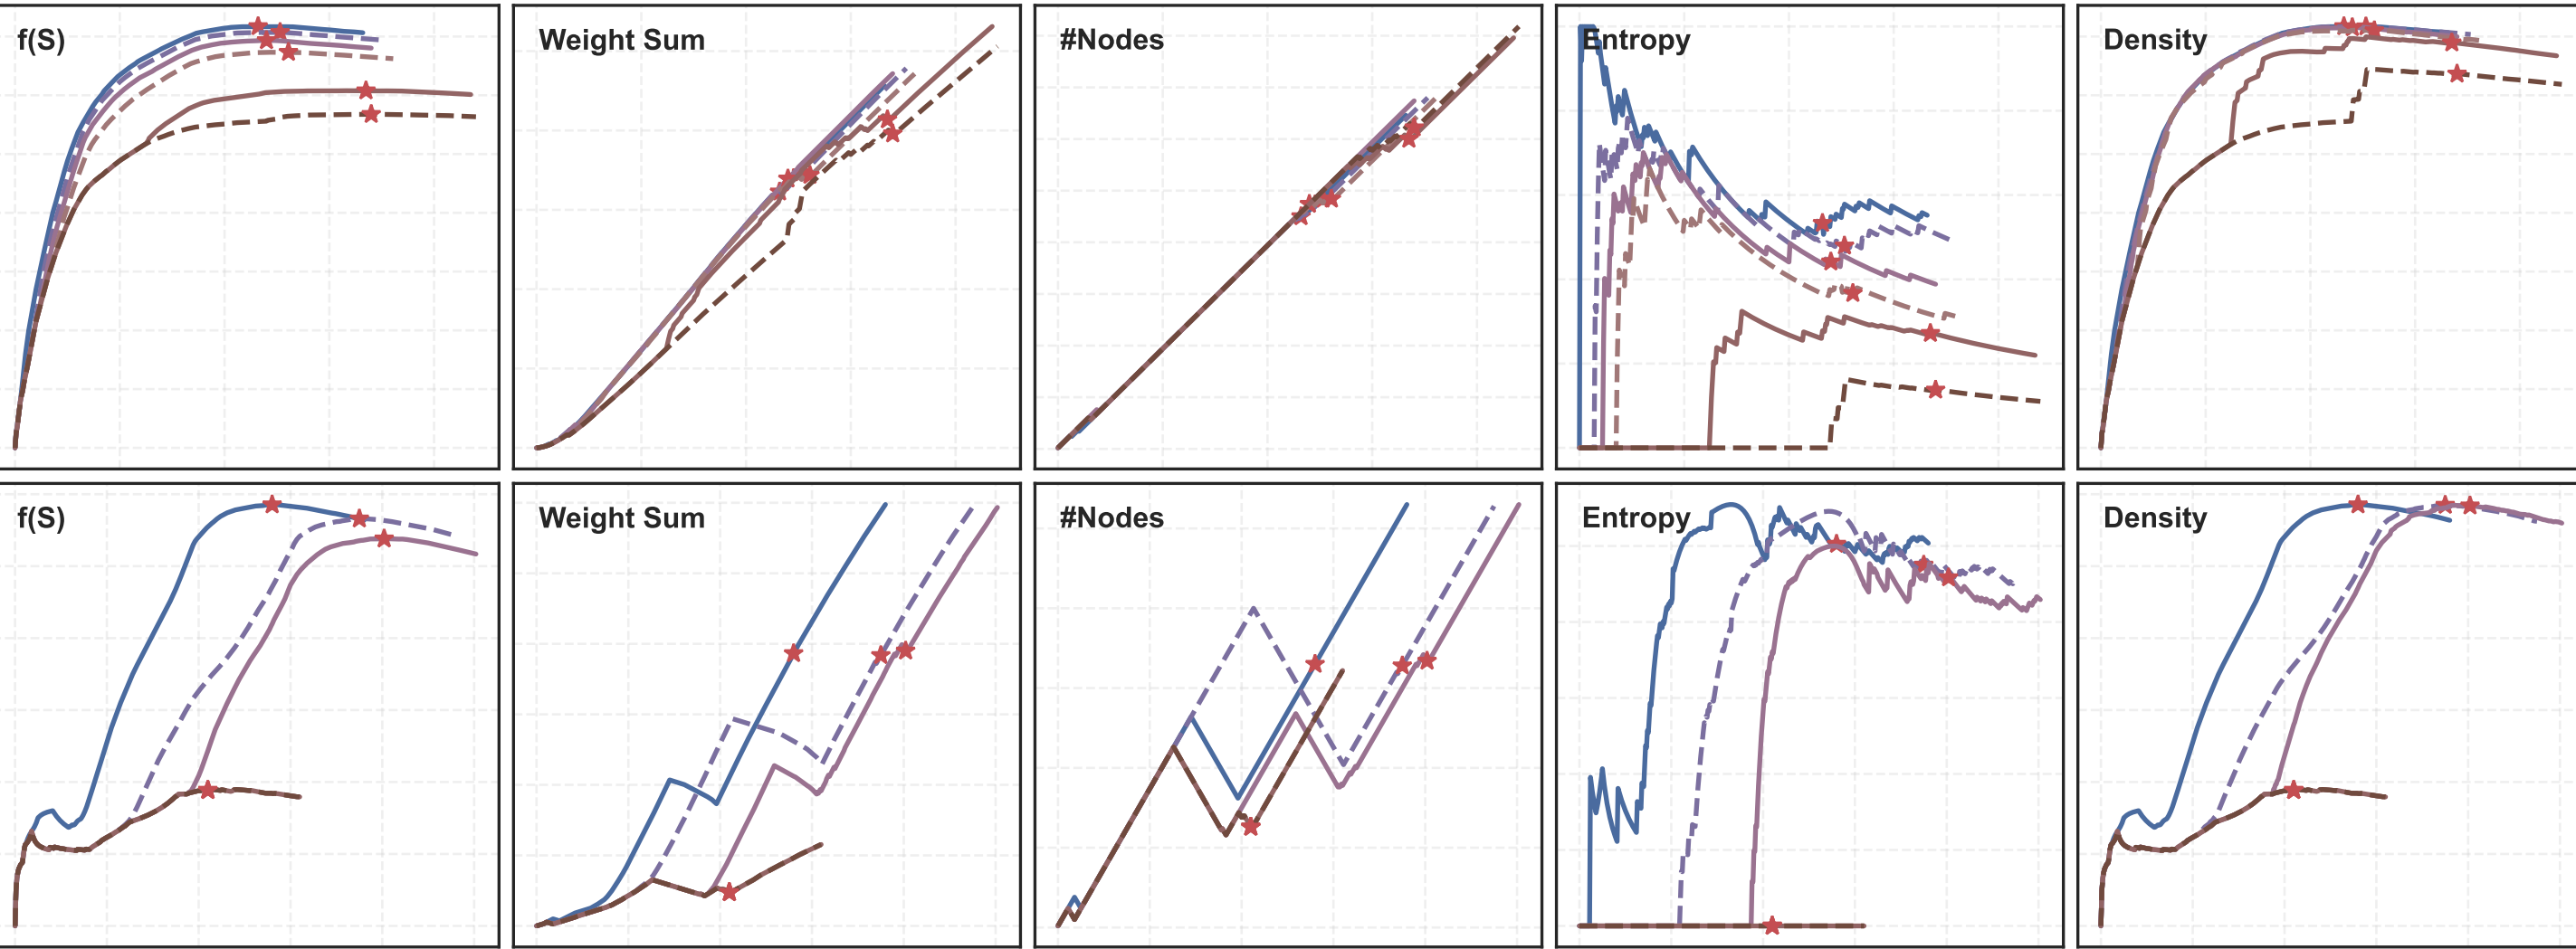 f(S)
Weight Sum
#Nodes
Entropy
Density
f(S)
Weight Sum
#Nodes
Entropy
Density